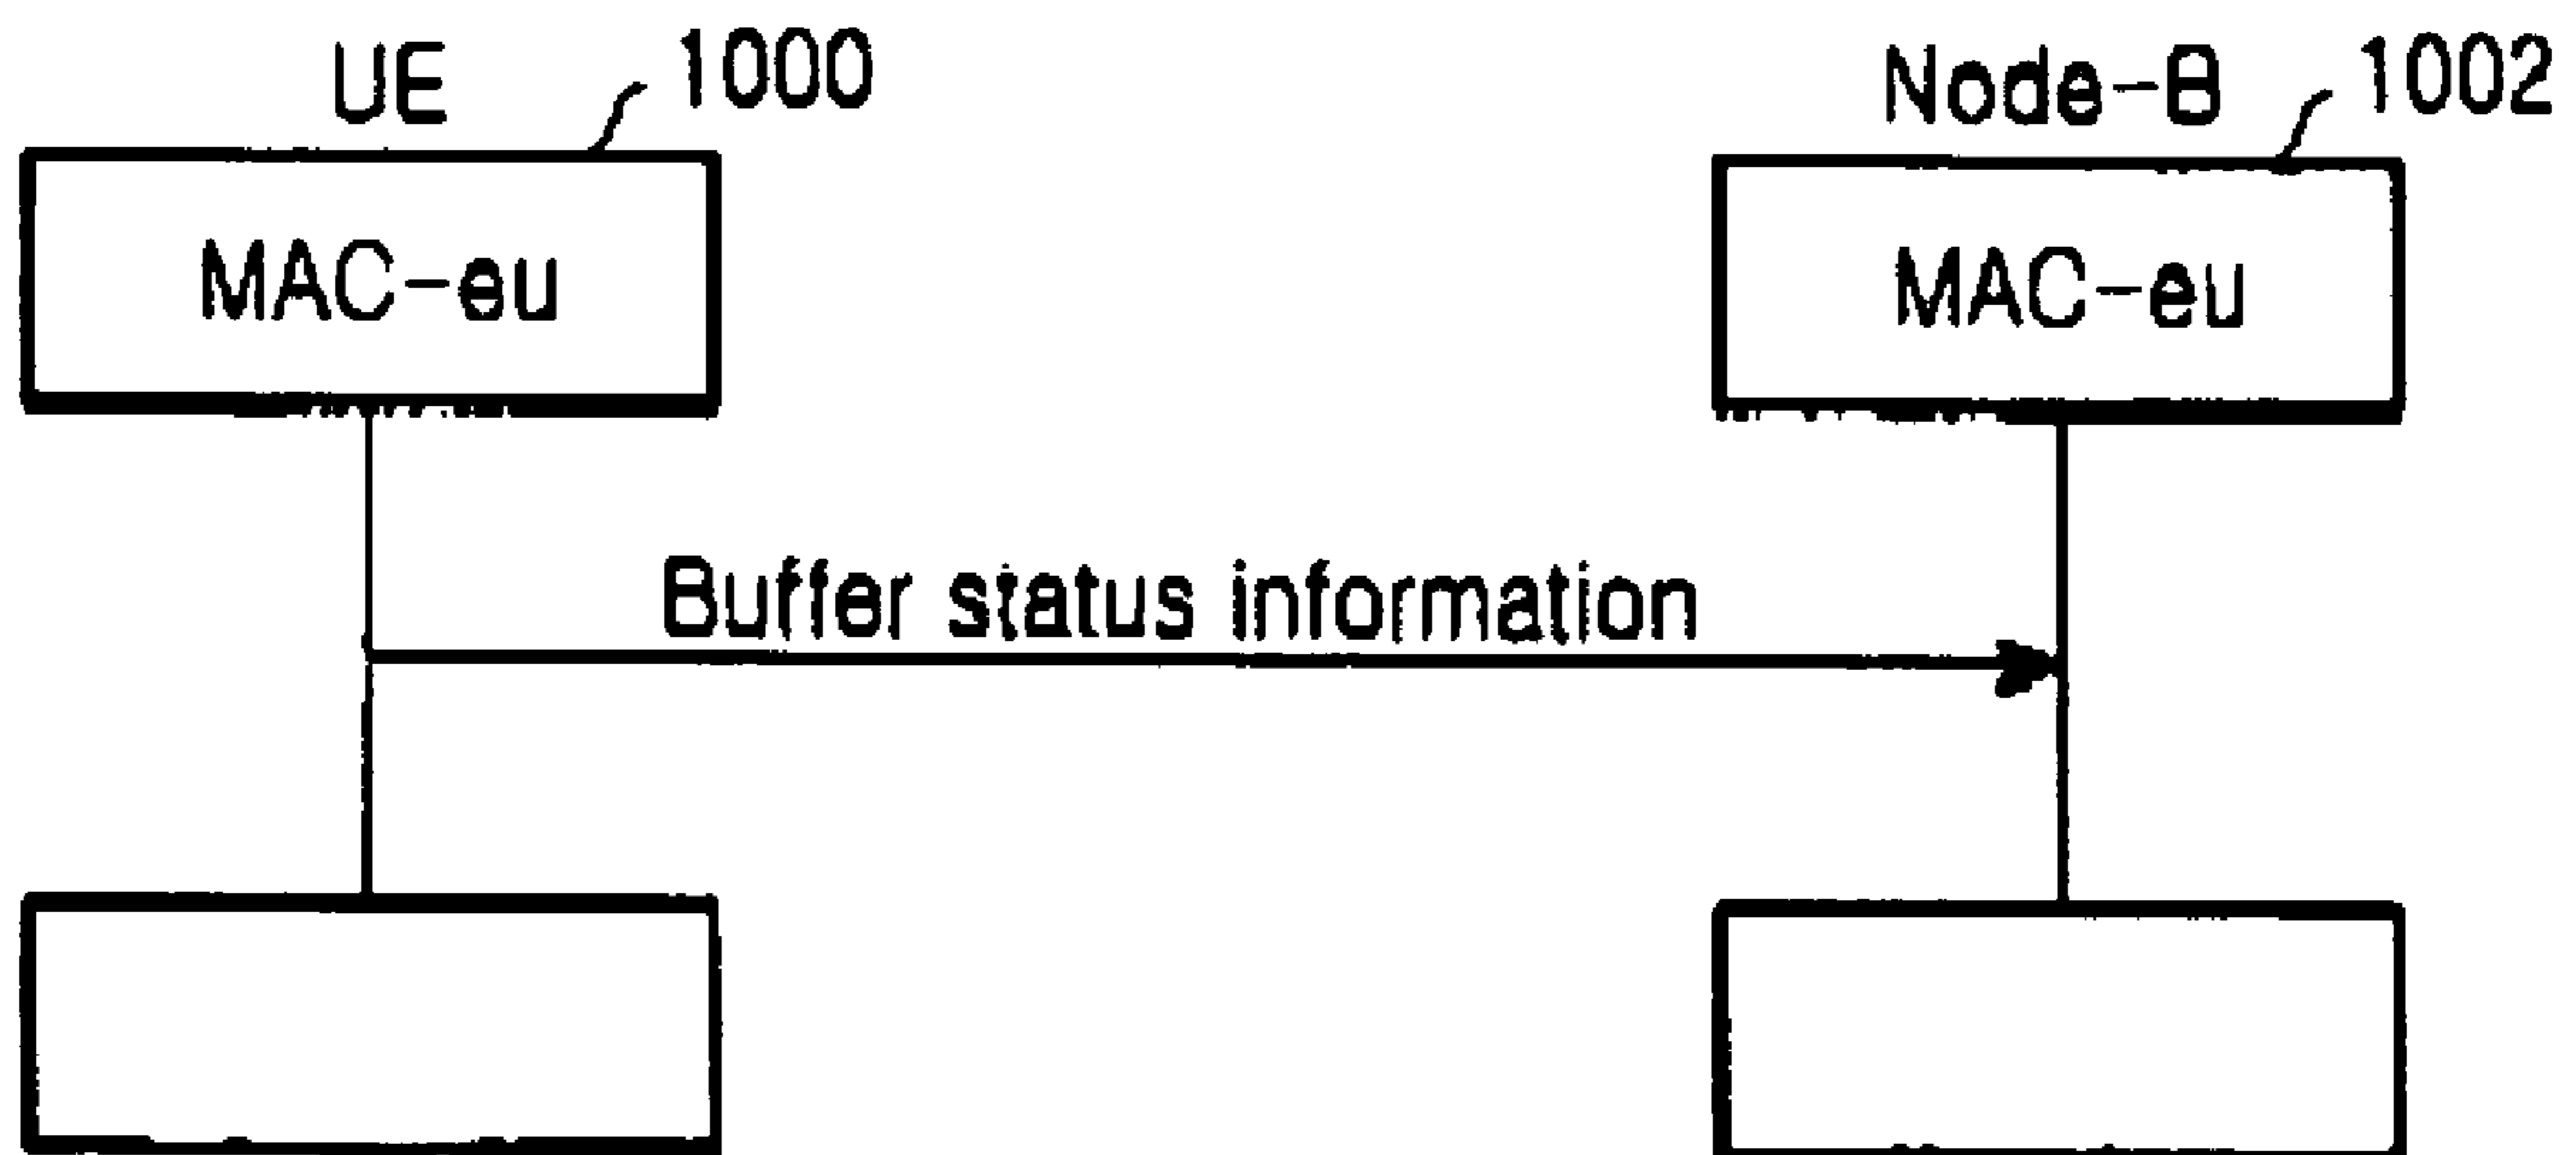 UE 1000
Node-B 1002
MAC-eu
MAC-eu
Buffer status information